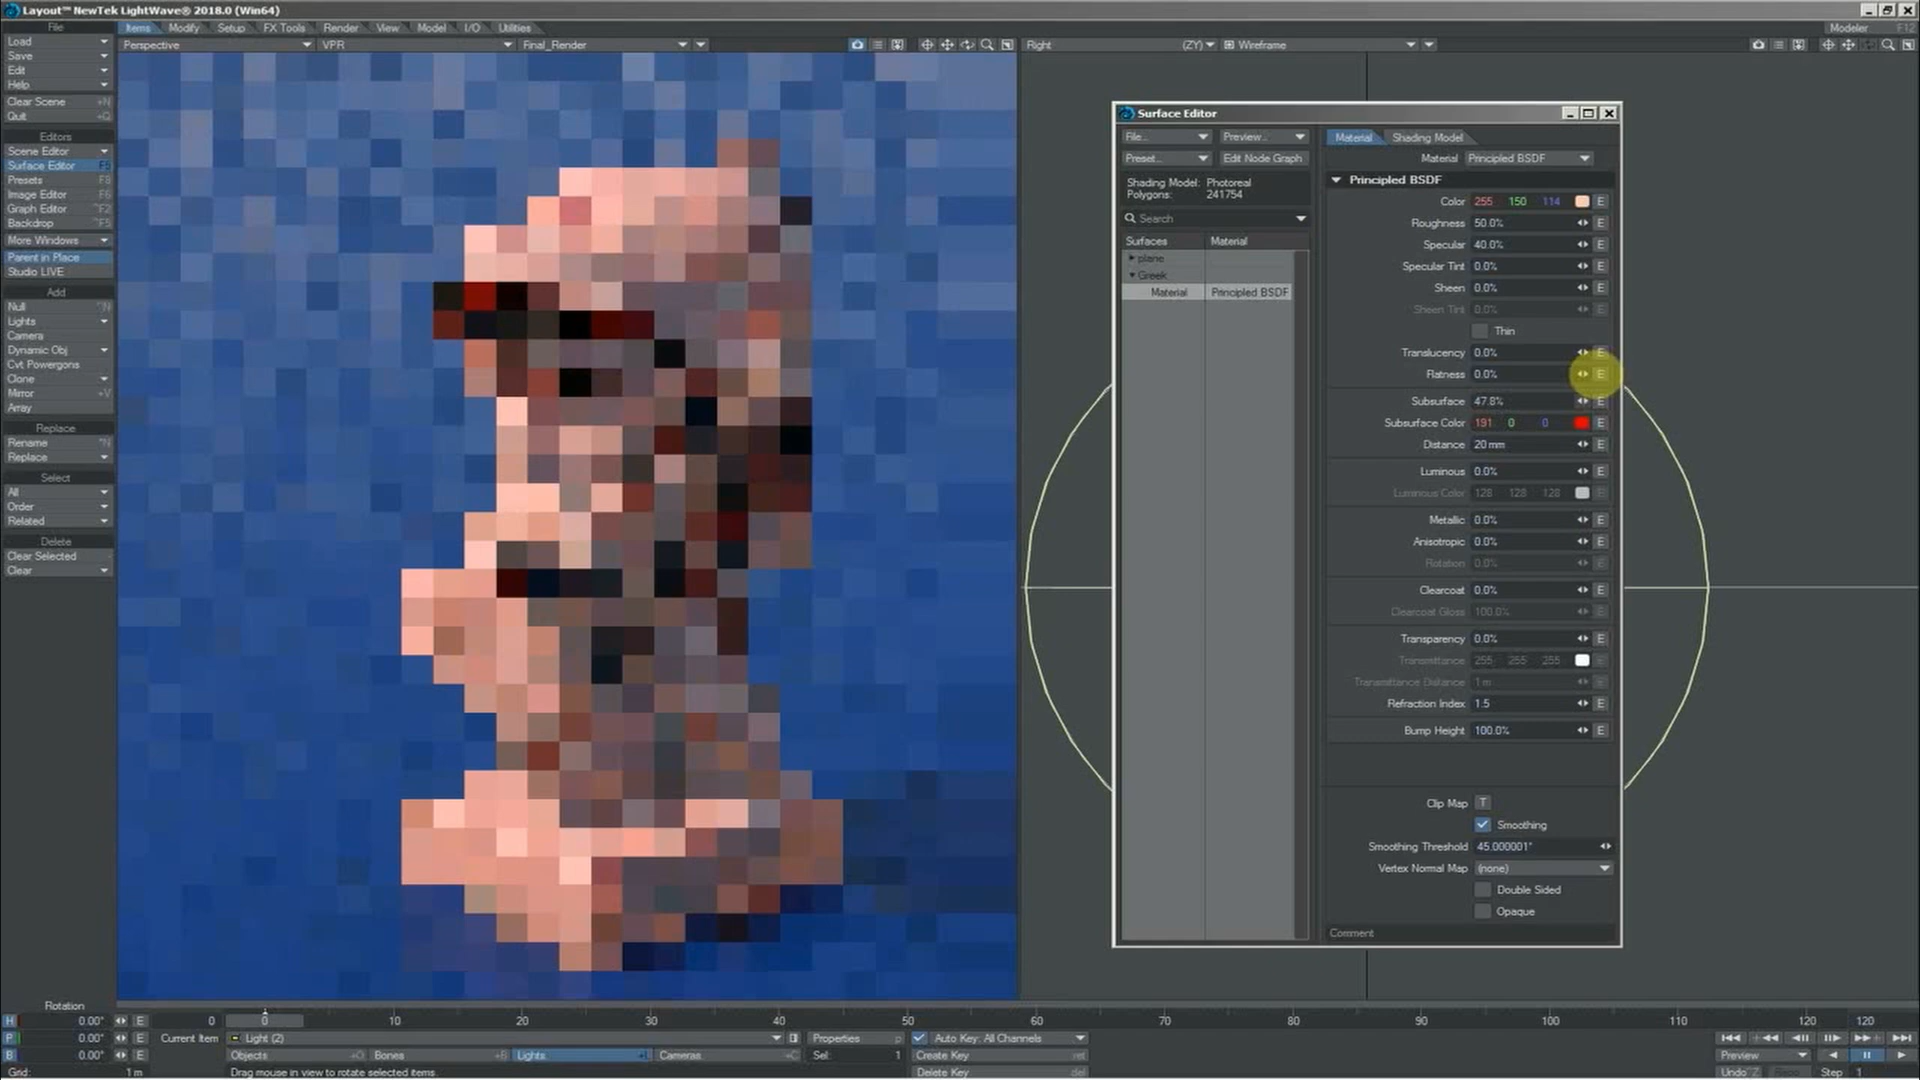 Layout™ NewTek LightWave® 2018.0 (Win64)
File Items Modify Setup FX Tools Render View Model I/O Utilities Modeler F12
Load
Save
Edit
Help
Clear Scene +N
Quit +Q
Editors
Scene Editor
Surface Editor F5
Presets F8
Image Editor F6
Graph Editor ^F2
Backdrop ^F5
More Windows
Parent in Place
Studio LIVE
Add
Null ^N
Lights
Camera
Dynamic Obj
Cvt Powergons
Clone
Mirror +V
Array
Replace
Rename ^N
Replace
Select
All
Order
Related
Delete
Clear Selected
Clear
Perspective VPR Final_Render
Right (ZY) Wireframe
Surface Editor
File... Preview...
Preset... Edit Node Graph
Shading Model: Photoreal
Polygons: 241754
Search
Surfaces Material
plane
Greek
Material Principled BSDF
Material Shading Model
Material Principled BSDF
Principled BSDF
Color 255 150 114 E
Roughness 50.0% E
Specular 40.0% E
Specular Tint 0.0% E
Sheen 0.0% E
Sheen Tint 0.0% E
Thin
Translucency 0.0% E
Flatness 0.0% E
Subsurface 47.8% E
Subsurface Color 191 0 0 E
Distance 20 mm E
Luminous 0.0% E
Luminous Color 128 128 128 E
Metallic 0.0% E
Anisotropic 0.0% E
Rotation 0.0% E
Clearcoat 0.0% E
Clearcoat Gloss 100.0% E
Transparency 0.0% E
Transmittance 255 255 255 E
Transmittance Distance 1 m E
Refraction Index 1.5 E
Bump Height 100.0% E
Clip Map T
Smoothing
Smoothing Threshold 45.000001°
Vertex Normal Map (none)
Double Sided
Opaque
Comment
Rotation
H 0.00° E 0 0 10 20 30 40 50 60 70 80 90 100 110 120 120
P 0.00° E Current Item Light (2) Properties p Auto Key: All Channels
B 0.00° E Objects +O Bones +B Lights +L Cameras +C Sel: 1 Create Key ret Preview
Grid: 1 m Drag mouse in view to rotate selected items. Delete Key del Undo ^Z Step 1